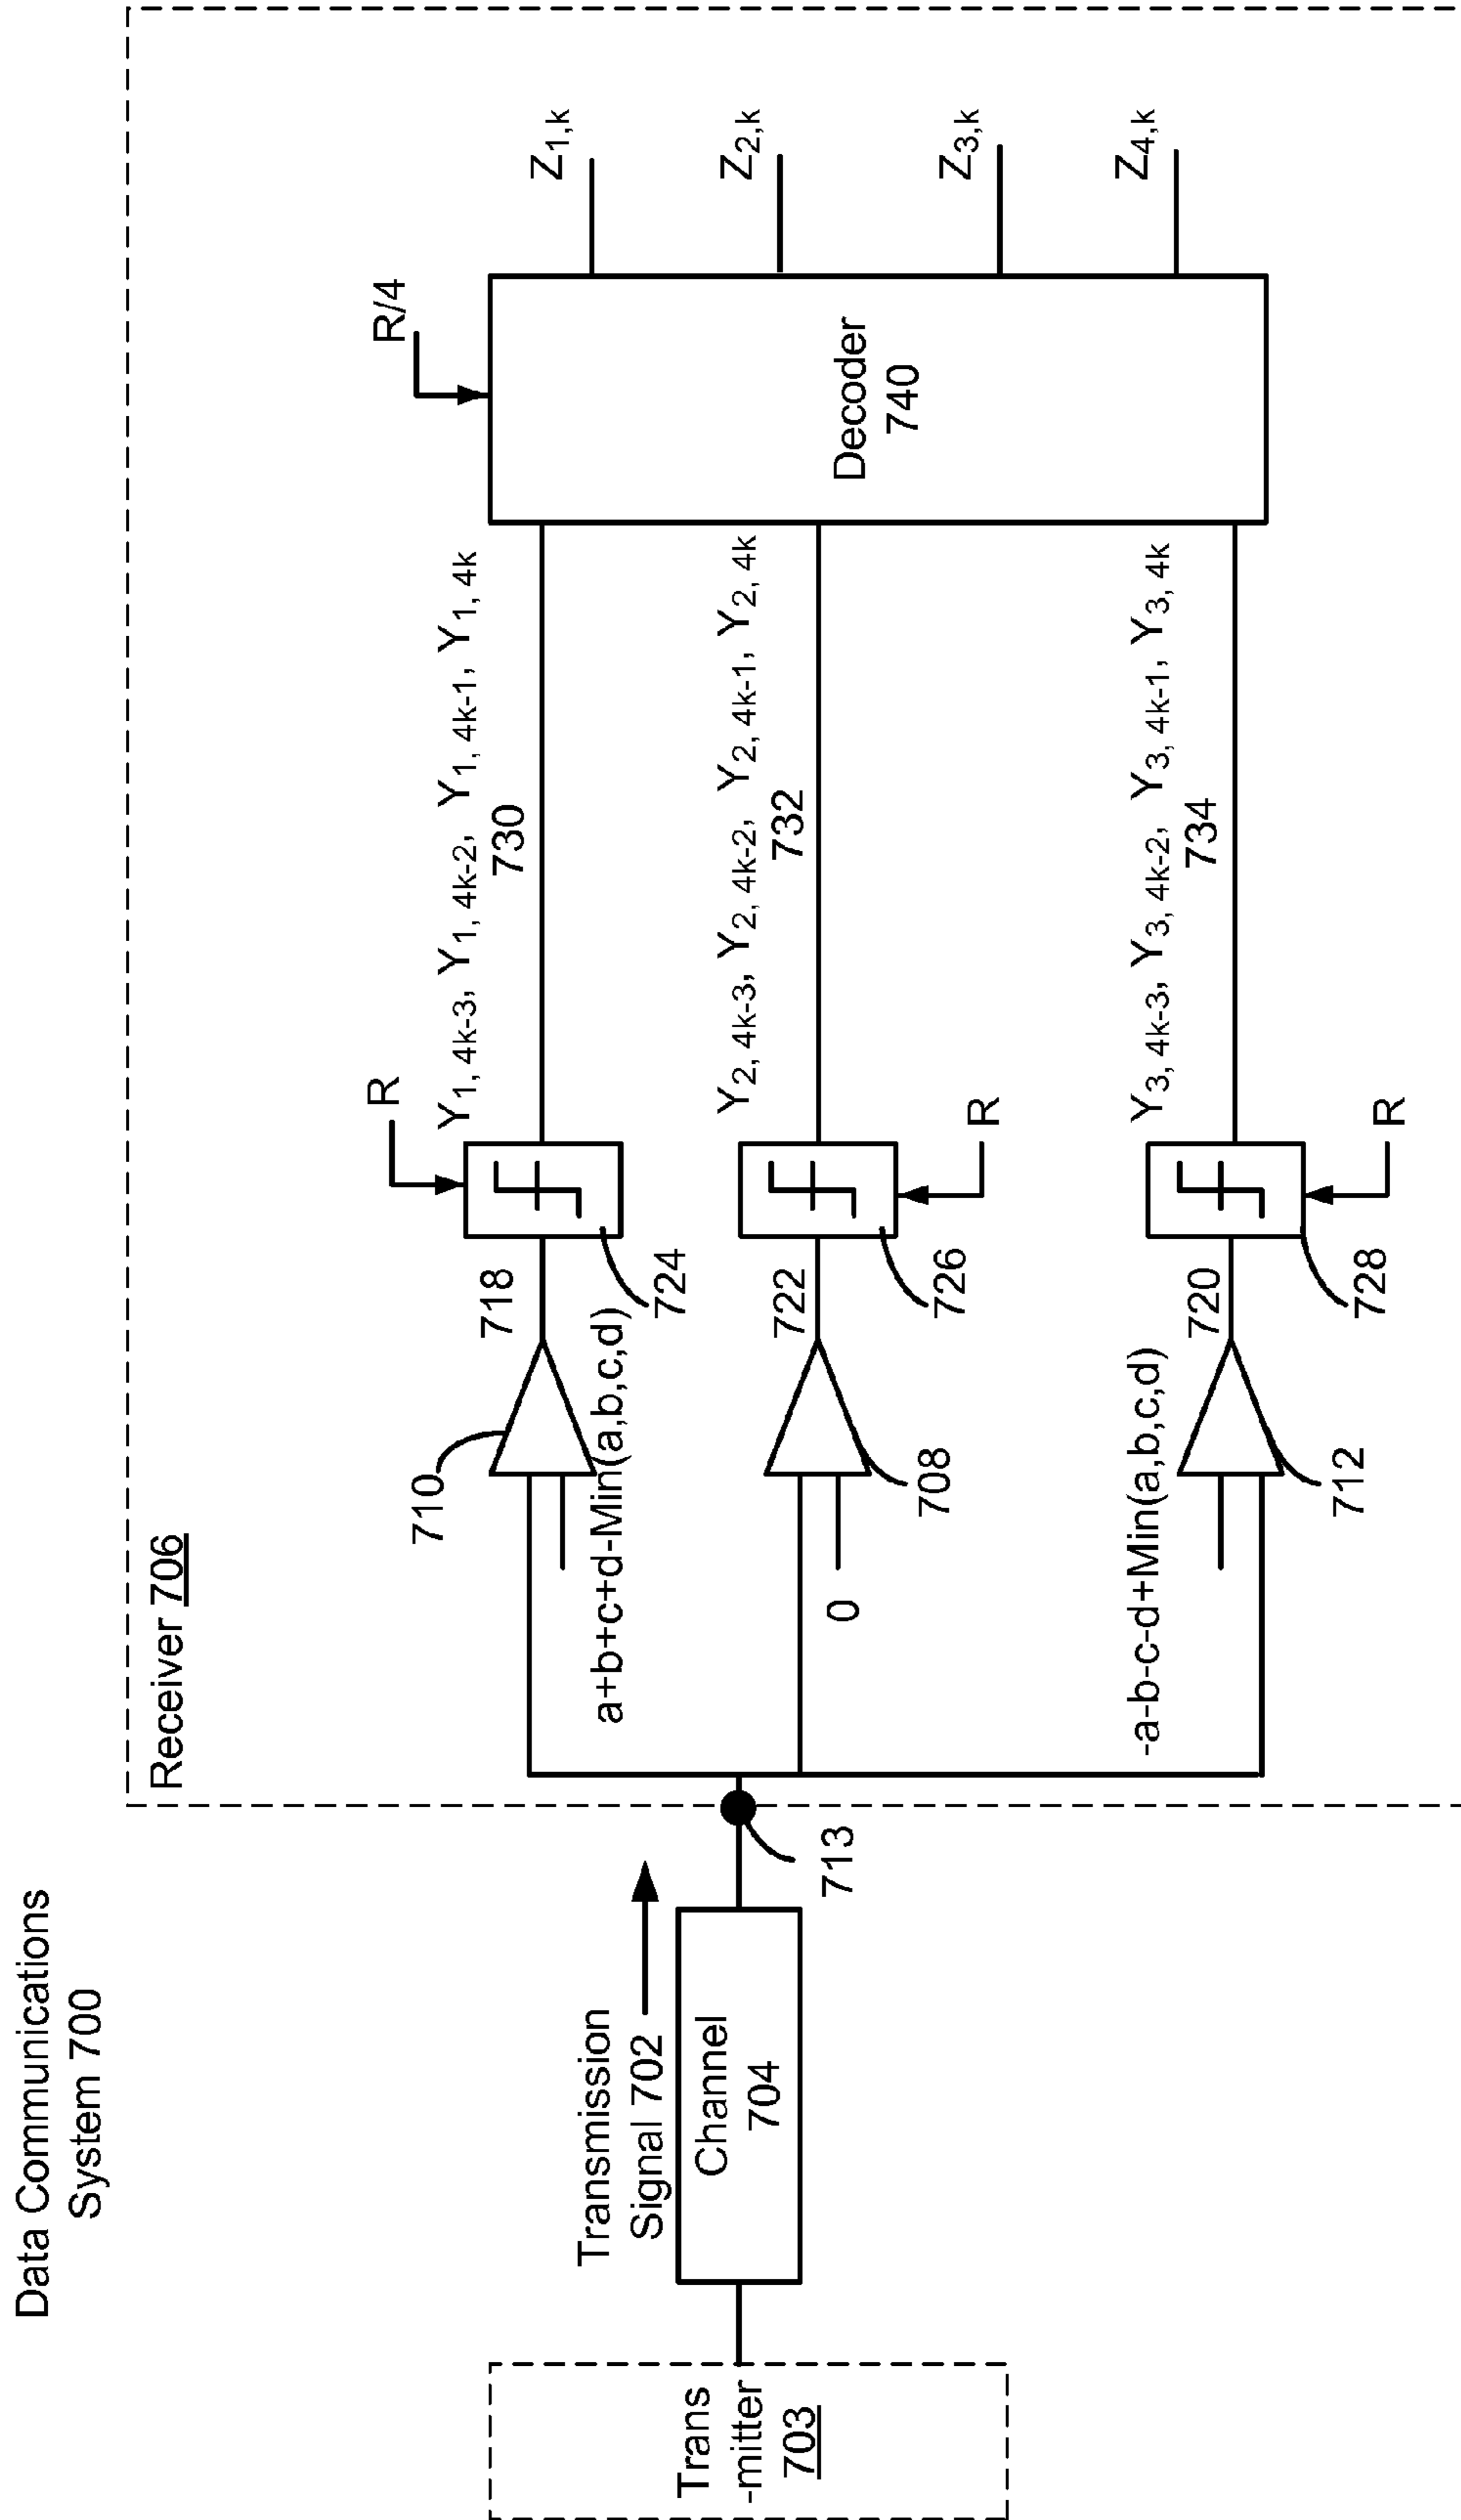 Data Communications
System 700
Receiver 706
Trans
-mitter
703
Transmission
Signal 702
Channel
704
713
710
718
724
R
a+b+c+d-Min(a,b,c,d)
Y1, 4k-3, Y1, 4k-2, Y1, 4k-1, Y1, 4k
730
0
708
722
726
R
Y2, 4k-3, Y2, 4k-2, Y2, 4k-1, Y2, 4k
732
-a-b-c-d+Min(a,b,c,d)
712
720
728
R
Y3, 4k-3, Y3, 4k-2, Y3, 4k-1, Y3, 4k
734
R/4
Decoder
740
Z1,k
Z2,k
Z3,k
Z4,k